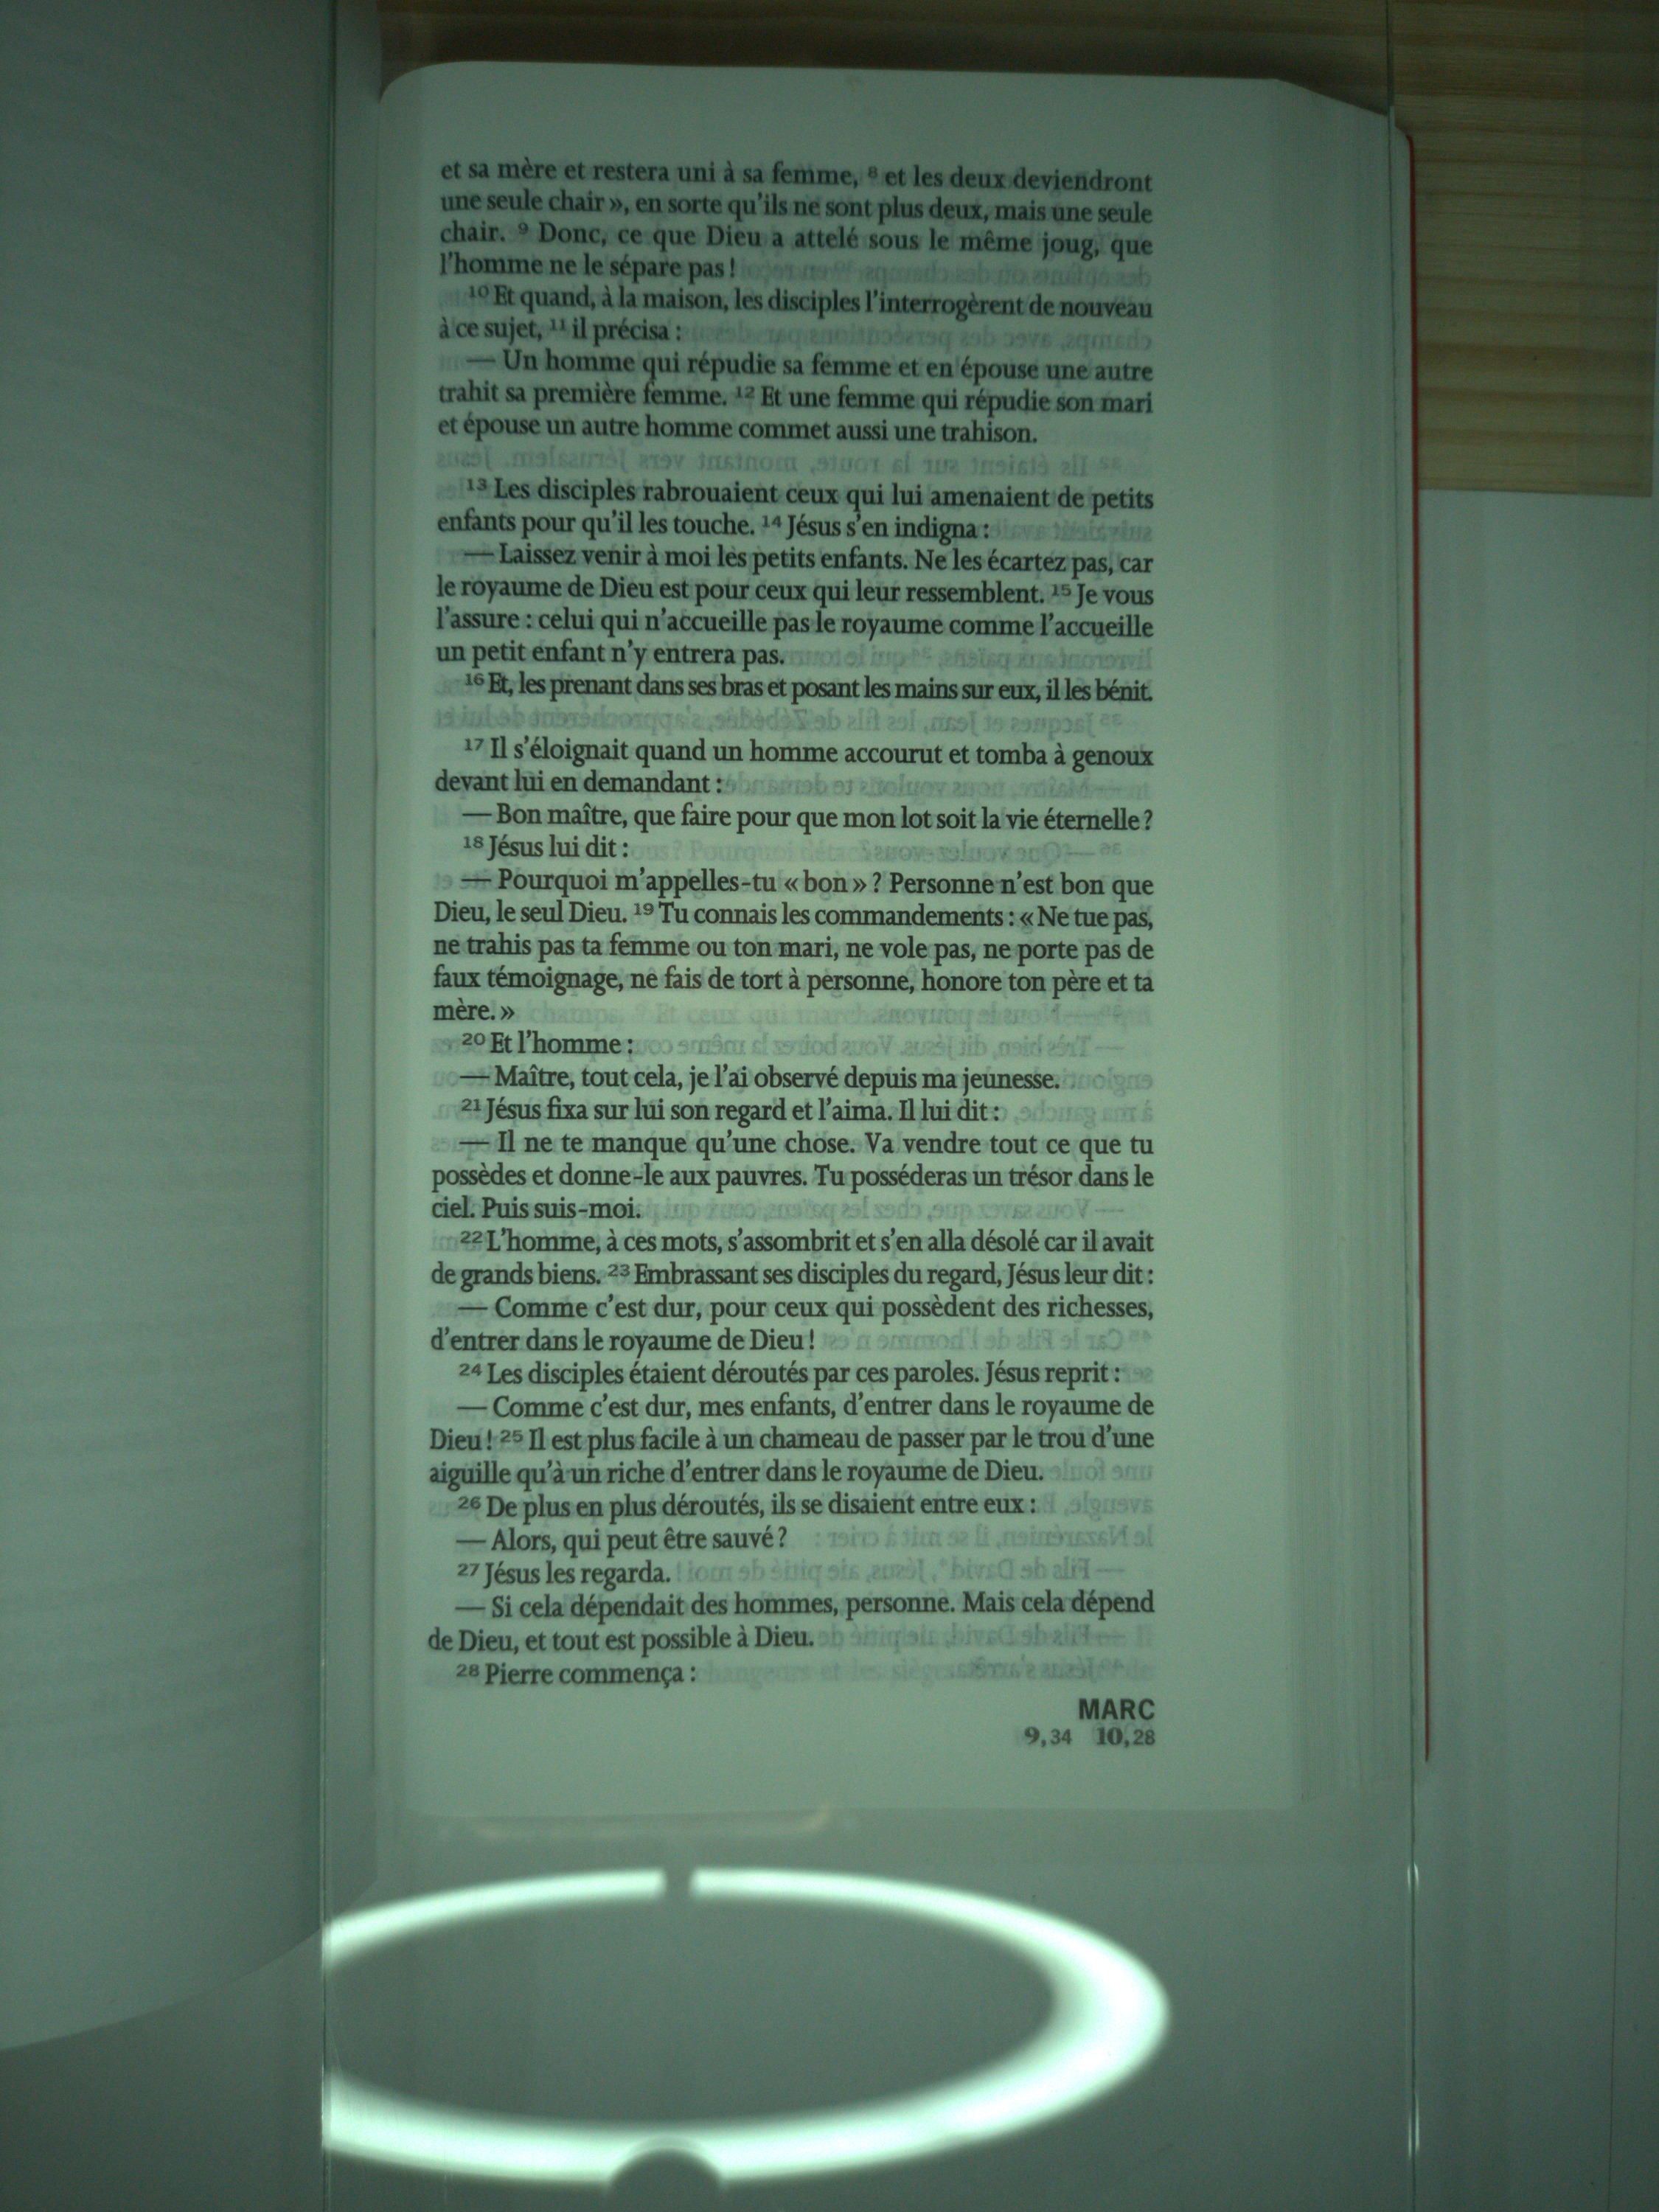 et sa mère et restera uni à sa femme, ⁸ et les deux deviendront
une seule chair », en sorte qu'ils ne sont plus deux, mais une seule
chair. ⁹ Donc, ce que Dieu a attelé sous le même joug, que
l'homme ne le sépare pas !
¹⁰ Et quand, à la maison, les disciples l'interrogèrent de nouveau
à ce sujet, ¹¹ il précisa :
— Un homme qui répudie sa femme et en épouse une autre
trahit sa première femme. ¹² Et une femme qui répudie son mari
et épouse un autre homme commet aussi une trahison.
¹³ Les disciples rabrouaient ceux qui lui amenaient de petits
enfants pour qu'il les touche. ¹⁴ Jésus s'en indigna :
— Laissez venir à moi les petits enfants. Ne les écartez pas, car
le royaume de Dieu est pour ceux qui leur ressemblent. ¹⁵ Je vous
l'assure : celui qui n'accueille pas le royaume comme l'accueille
un petit enfant n'y entrera pas.
¹⁶ Et, les prenant dans ses bras et posant les mains sur eux, il les bénit.
¹⁷ Il s'éloignait quand un homme accourut et tomba à genoux
devant lui en demandant :
— Bon maître, que faire pour que mon lot soit la vie éternelle ?
¹⁸ Jésus lui dit :
— Pourquoi m'appelles-tu « bon » ? Personne n'est bon que
Dieu, le seul Dieu. ¹⁹ Tu connais les commandements : « Ne tue pas,
ne trahis pas ta femme ou ton mari, ne vole pas, ne porte pas de
faux témoignage, ne fais de tort à personne, honore ton père et ta
mère. »
²⁰ Et l'homme :
— Maître, tout cela, je l'ai observé depuis ma jeunesse.
²¹ Jésus fixa sur lui son regard et l'aima. Il lui dit :
— Il ne te manque qu'une chose. Va vendre tout ce que tu
possèdes et donne-le aux pauvres. Tu posséderas un trésor dans le
ciel. Puis suis-moi.
²² L'homme, à ces mots, s'assombrit et s'en alla désolé car il avait
de grands biens. ²³ Embrassant ses disciples du regard, Jésus leur dit :
— Comme c'est dur, pour ceux qui possèdent des richesses,
d'entrer dans le royaume de Dieu !
²⁴ Les disciples étaient déroutés par ces paroles. Jésus reprit :
— Comme c'est dur, mes enfants, d'entrer dans le royaume de
Dieu ! ²⁵ Il est plus facile à un chameau de passer par le trou d'une
aiguille qu'à un riche d'entrer dans le royaume de Dieu.
²⁶ De plus en plus déroutés, ils se disaient entre eux :
— Alors, qui peut être sauvé ?
²⁷ Jésus les regarda.
— Si cela dépendait des hommes, personne. Mais cela dépend
de Dieu, et tout est possible à Dieu.
²⁸ Pierre commença :
MARC
9,34 10,28